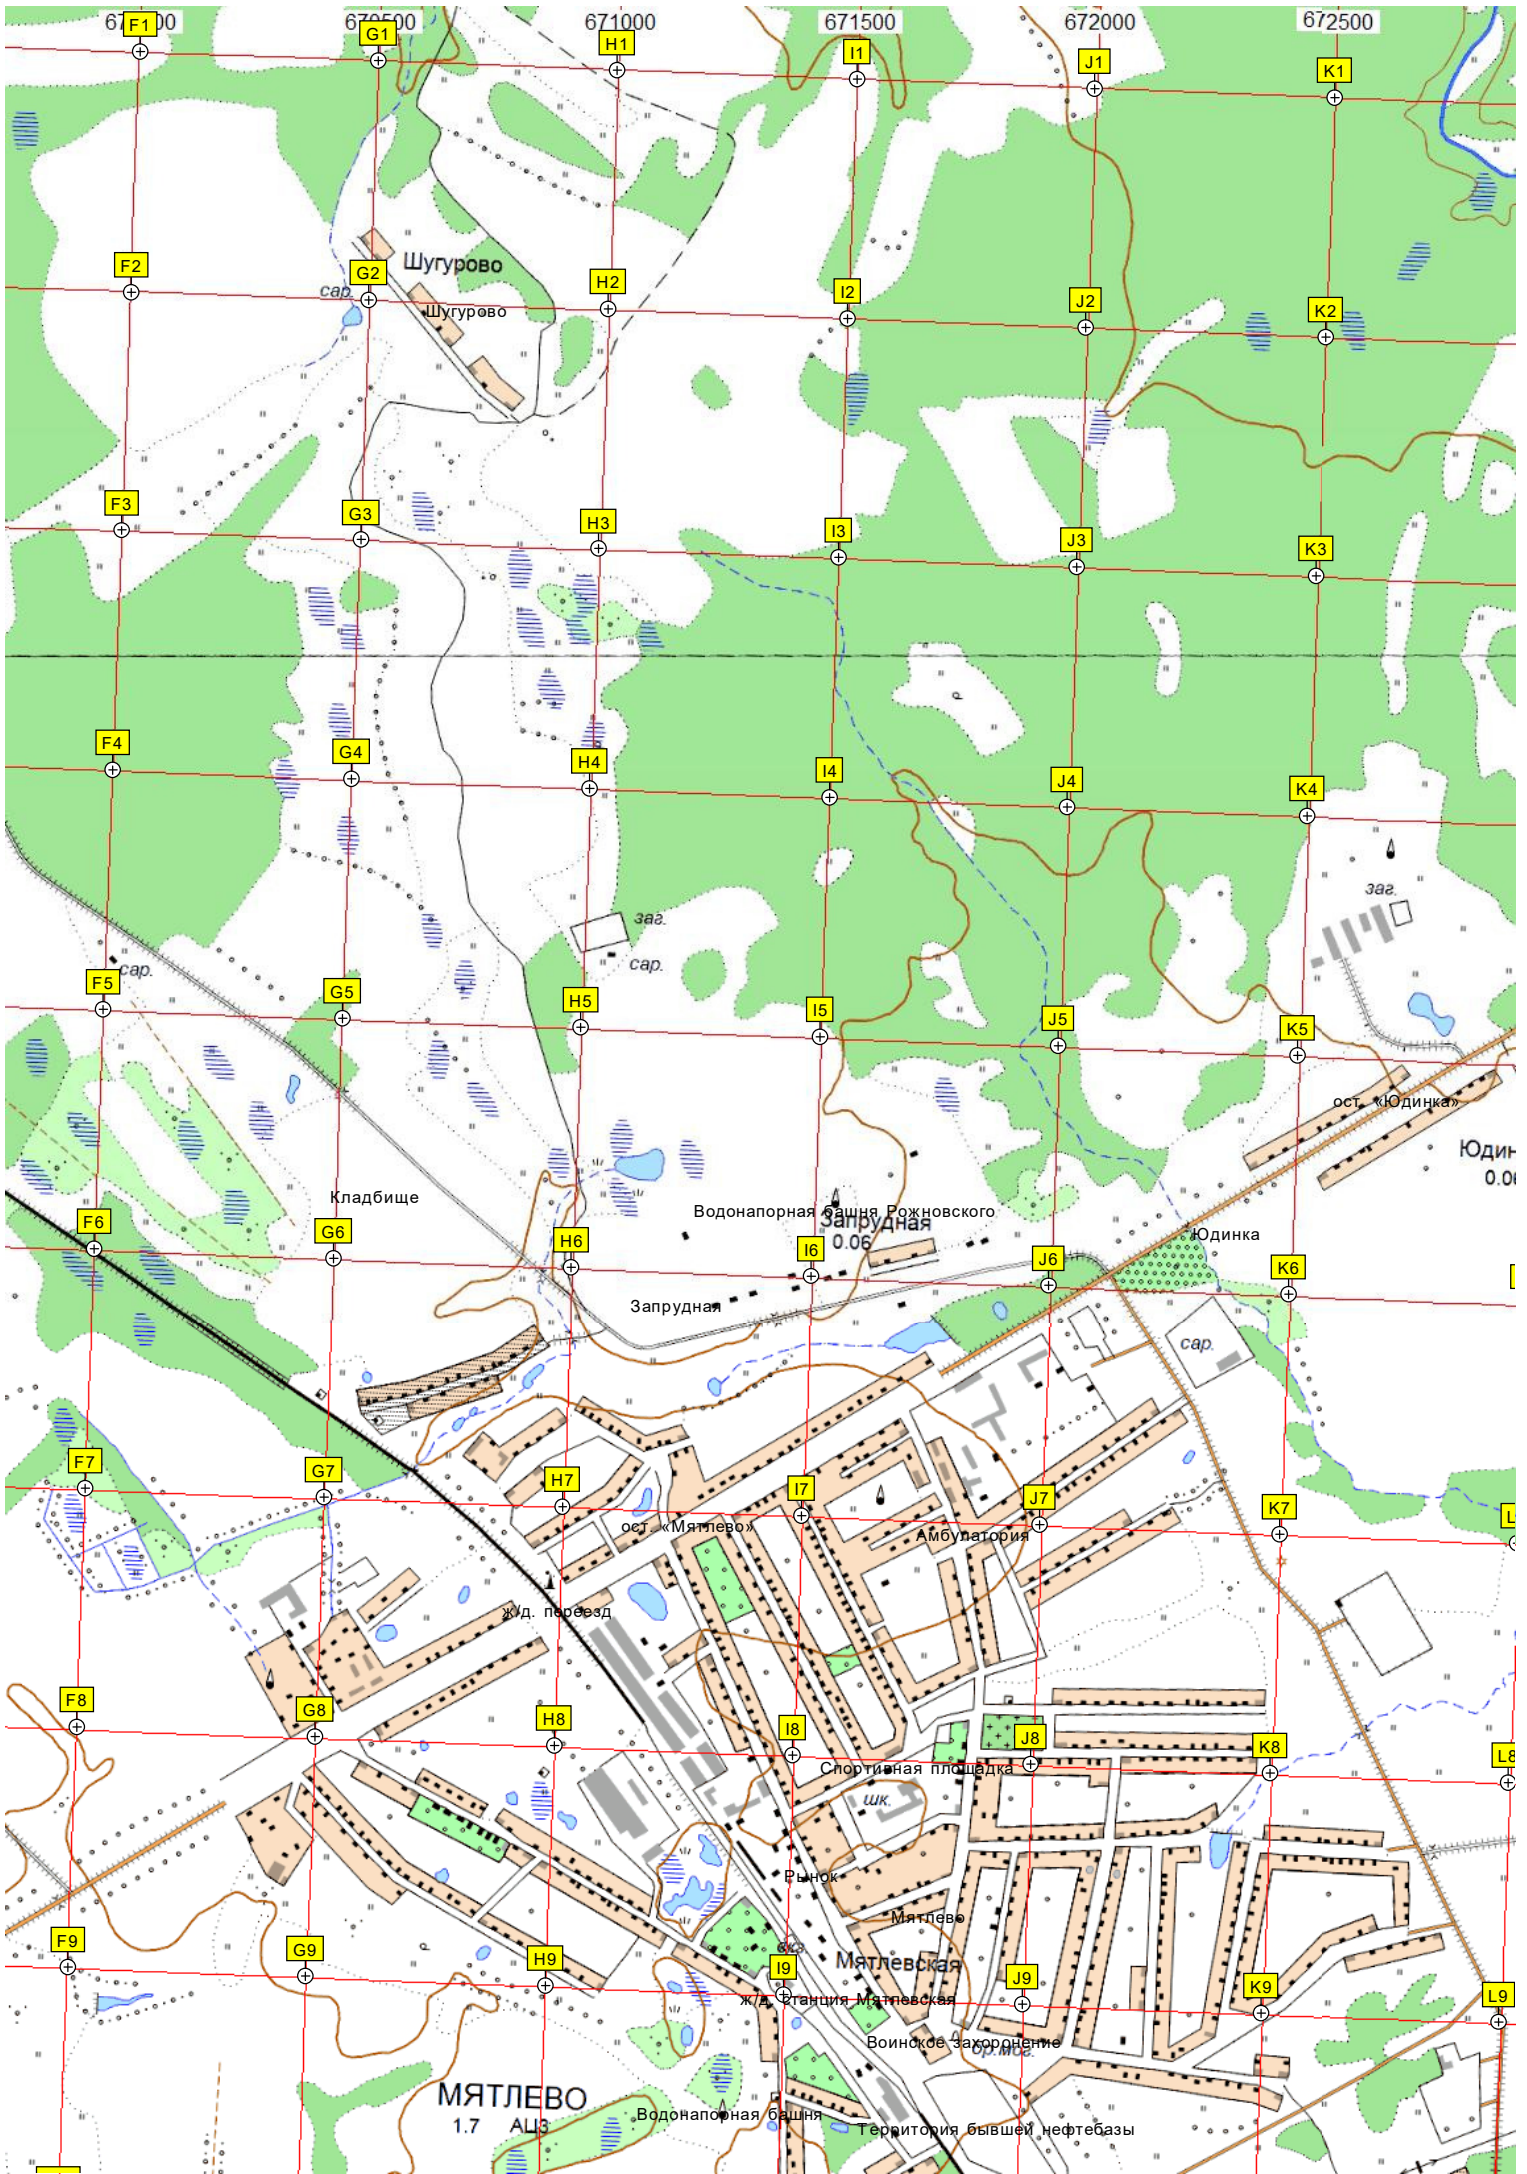 F1
G1 670500
H1 671000
I1 671500
J1 672000
K1 672500
Шугурово
F2
G2
сар.
H2
I2
J2
K2
Шугурово
F3
G3
H3
I3
J3
K3
F4
G4
H4
I4
J4
K4
заг.
заг.
сар.
сар.
F5
G5
H5
I5
J5
K5
ост. «Юдинка»
Кладбище
Водонапорная башня Рожновского
Запрудная
0.06
Юдинка
F6
G6
H6
I6
J6
K6
Запрудная
сар.
F7
G7
H7
I7
J7
K7
ост. «Мятлево»
Амбулатория
ж/д. переезд
F8
G8
H8
I8
J8
K8
L8
Спортивная площадка
шк.
Рынок
Мятлево
Мятлевская
F9
G9
H9
I9
J9
K9
L9
ж/д. станция Мятлевская
Воинское захоронение
бр.мог.
МЯТЛЕВО
1.7 АЦЗ
Водонапорная башня
Территория бывшей нефтебазы